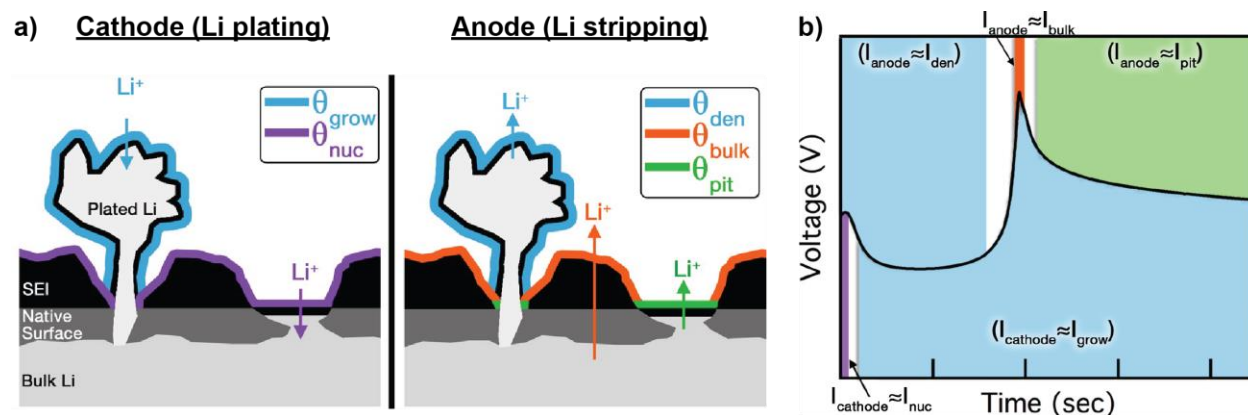 a) Cathode (Li plating)
Anode (Li stripping)
Li⁺
θgrow
θnuc
Plated Li
Li⁺
SEI
Native
Surface
Bulk Li
Li⁺
θden
θbulk
θpit
Li⁺
Li⁺
b)
Ianode≈Ibulk
(Ianode≈Iden)
(Ianode≈Ipit)
Voltage (V)
(Icathode≈Igrow)
Icathode≈Inuc
Time (sec)